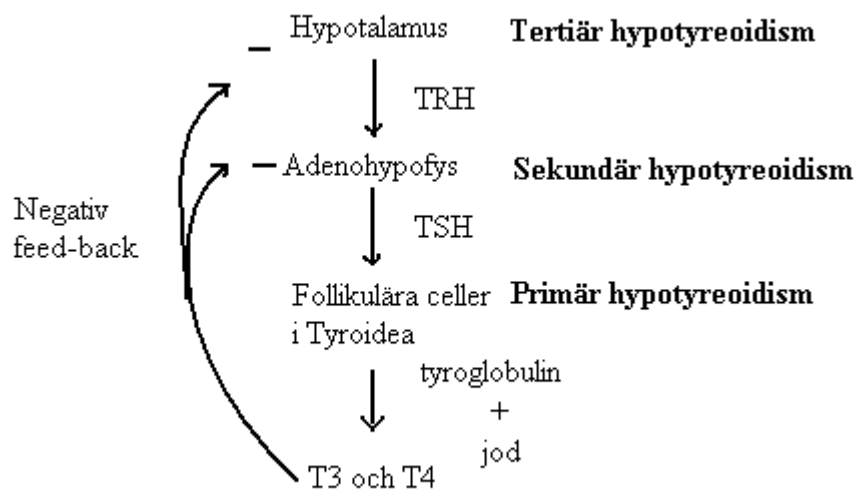 Hypotalamus Tertiär hypotyreoidism
–
TRH
– Adenohypofys Sekundär hypotyreoidism
Negativ
feed-back
TSH
Follikulära celler Primär hypotyreoidism
i Tyroidea
tyroglobulin
+
jod
T3 och T4